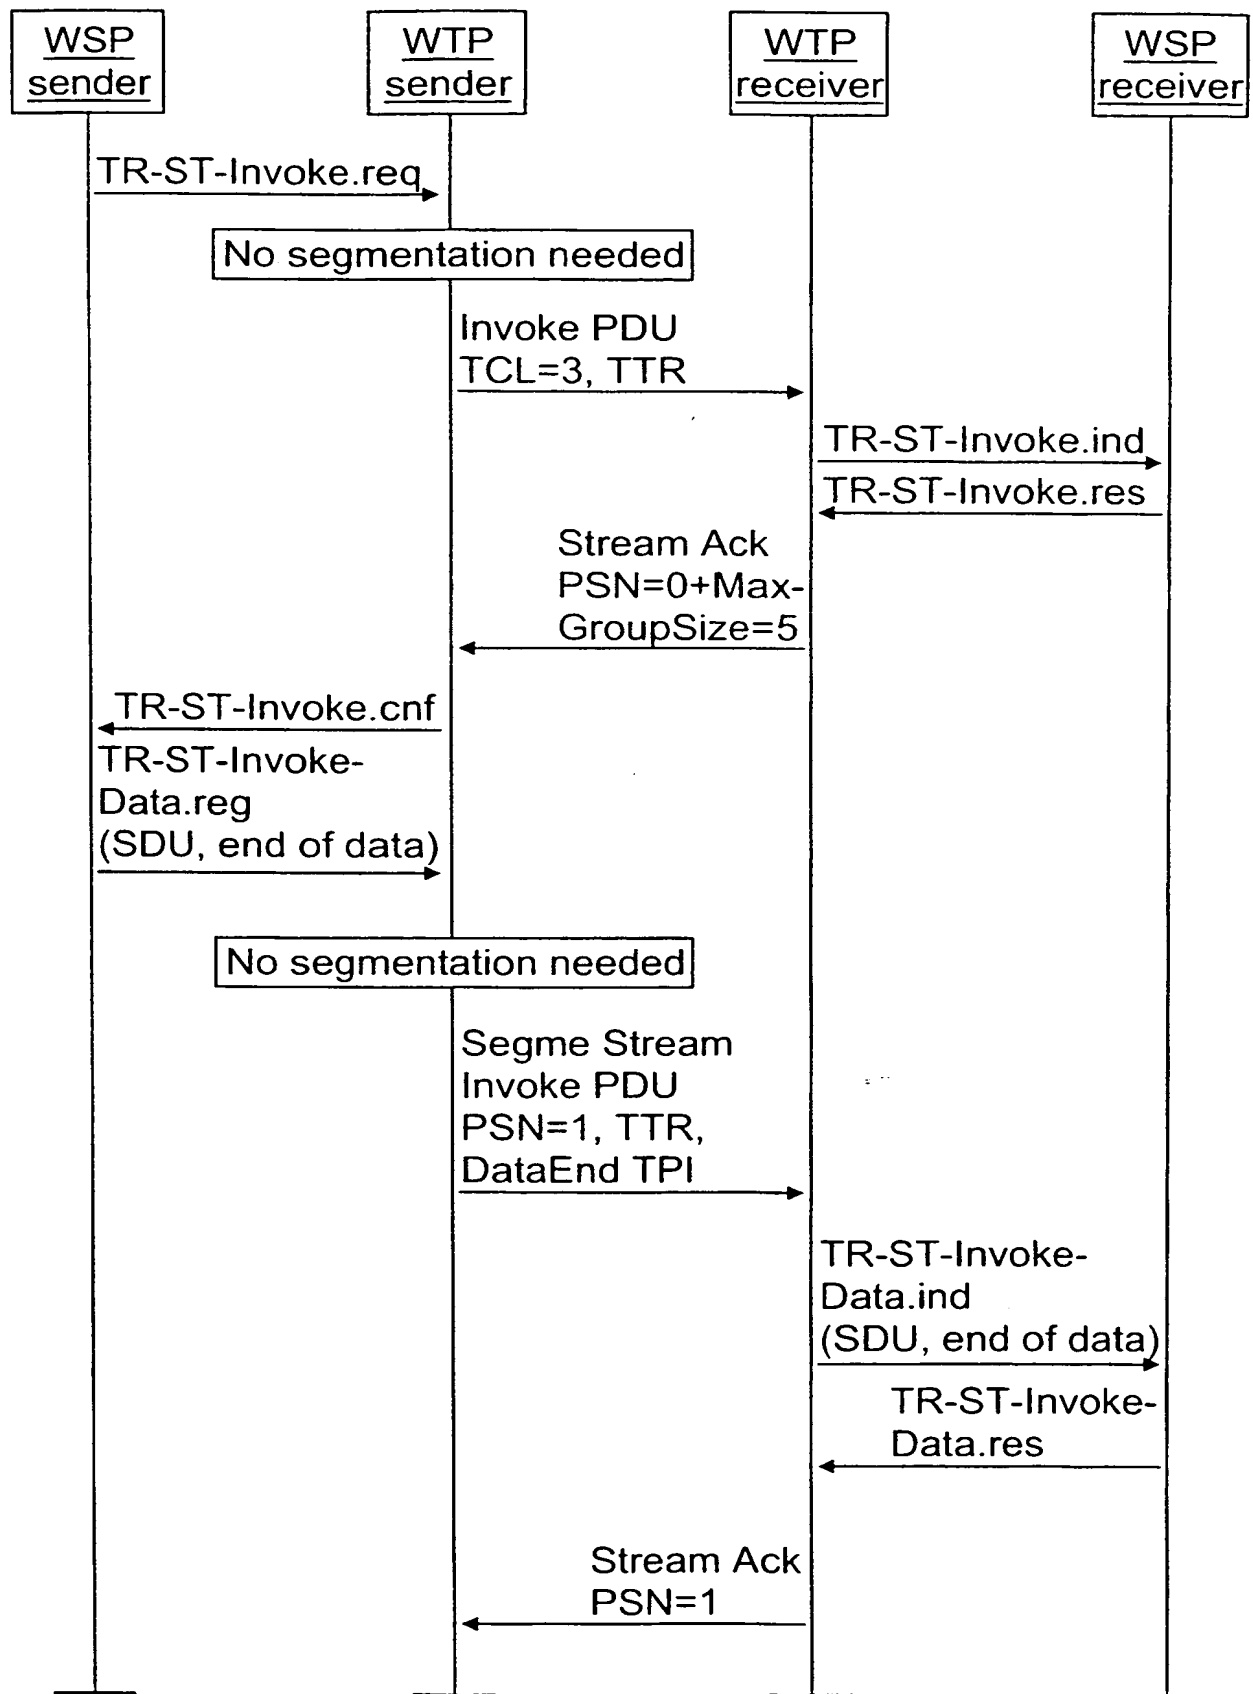 WSP
sender
WTP
sender
WTP
receiver
WSP
receiver
TR-ST-Invoke.req
No segmentation needed
Invoke PDU
TCL=3, TTR
TR-ST-Invoke.ind
TR-ST-Invoke.res
Stream Ack
PSN=0+Max-
GroupSize=5
TR-ST-Invoke.cnf
TR-ST-Invoke-
Data.reg
(SDU, end of data)
No segmentation needed
Segme Stream
Invoke PDU
PSN=1, TTR,
DataEnd TPI
TR-ST-Invoke-
Data.ind
(SDU, end of data)
TR-ST-Invoke-
Data.res
Stream Ack
PSN=1